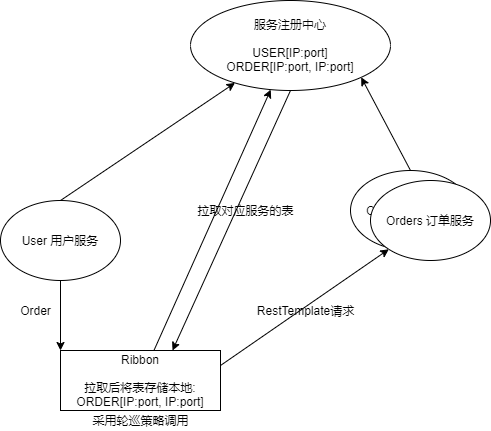 服务注册中心
USER[IP:port]
ORDER[IP:port, IP:port]
拉取对应服务的表
User 用户服务
Orders 订单服务
Order
RestTemplate请求
Ribbon
拉取后将表存储本地:
ORDER[IP:port, IP:port]
采用轮巡策略调用